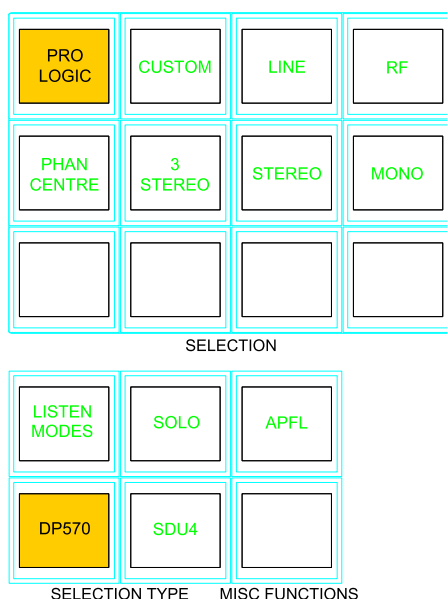 PRO
LOGIC
CUSTOM
LINE
RF
PHAN
CENTRE
3
STEREO
STEREO
MONO
SELECTION
LISTEN
MODES
SOLO
APFL
DP570
SDU4
SELECTION TYPE
MISC FUNCTIONS